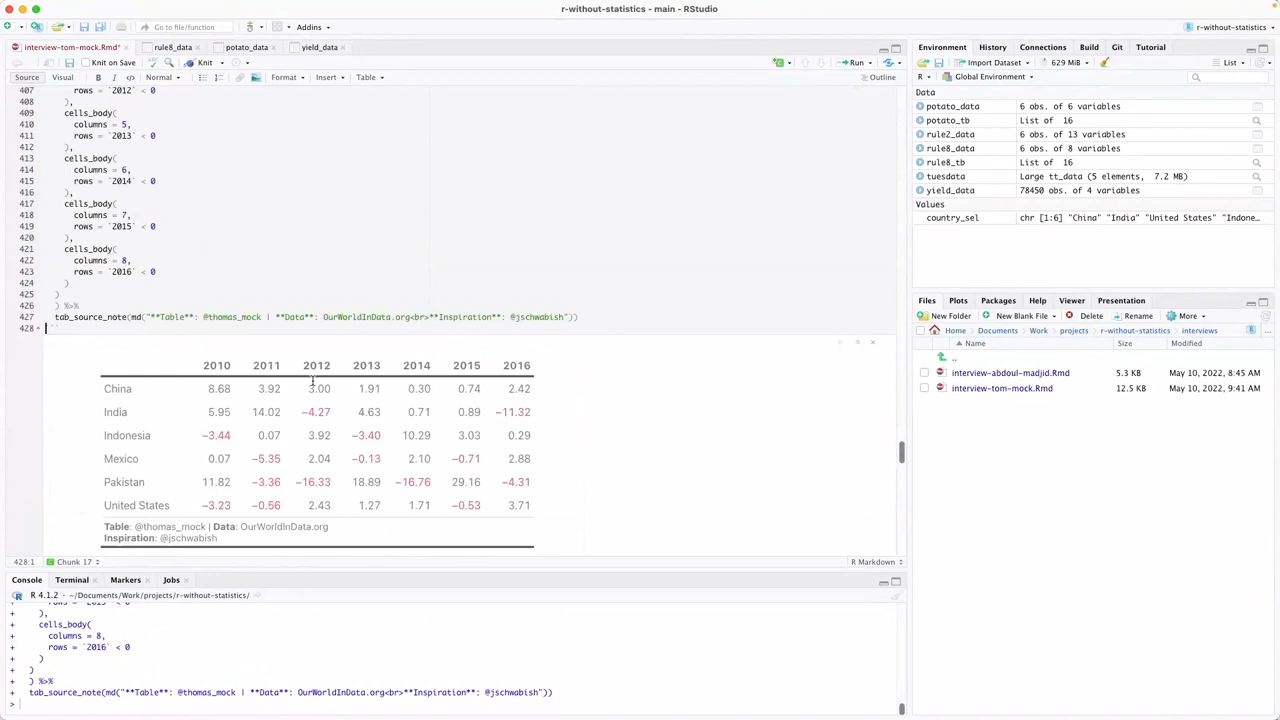 r-without-statistics - main - RStudio
Go to file/function
Addins
r-without-statistics
interview-tom-mock.Rmd*
rule8_data
potato_data
yield_data
Knit on Save
Knit
Run
Source
Visual
B
I
</>
Normal
Format
Insert
Table
Outline
407 rows = `2012` < 0
408 ),
409 cells_body(
410 columns = 5,
411 rows = `2013` < 0
412 ),
413 cells_body(
414 columns = 6,
415 rows = `2014` < 0
416 ),
417 cells_body(
418 columns = 7,
419 rows = `2015` < 0
420 ),
421 cells_body(
422 columns = 8,
423 rows = `2016` < 0
424 )
425 )
426 ) %>%
427 tab_source_note(md("**Table**: @thomas_mock | **Data**: OurWorldInData.org<br>**Inspiration**: @jschwabish"))
428
2010 2011 2012 2013 2014 2015 2016
China 8.68 3.92 3.00 1.91 0.30 0.74 2.42
India 5.95 14.02 −4.27 4.63 0.71 0.89 −11.32
Indonesia −3.44 0.07 3.92 −3.40 10.29 3.03 0.29
Mexico 0.07 −5.35 2.04 −0.13 2.10 −0.71 2.88
Pakistan 11.82 −3.36 −16.33 18.89 −16.76 29.16 −4.31
United States −3.23 −0.56 2.43 1.27 1.71 −0.53 3.71
Table: @thomas_mock | Data: OurWorldInData.org
Inspiration: @jschwabish
428:1
Chunk 17
R Markdown
Console Terminal Markers Jobs
R 4.1.2 · ~/Documents/Work/projects/r-without-statistics/
+ rows = `2015` < 0
+ ),
+ cells_body(
+ columns = 8,
+ rows = `2016` < 0
+ )
+ )
+ ) %>%
+ tab_source_note(md("**Table**: @thomas_mock | **Data**: OurWorldInData.org<br>**Inspiration**: @jschwabish"))
>
Environment History Connections Build Git Tutorial
Import Dataset
629 MiB
List
R
Global Environment
Data
potato_data 6 obs. of 6 variables
potato_tb List of 16
rule2_data 6 obs. of 13 variables
rule8_data 6 obs. of 8 variables
rule8_tb List of 16
tuesdata Large tt_data (5 elements, 7.2 MB)
yield_data 78450 obs. of 4 variables
Values
country_sel chr [1:6] "China" "India" "United States" "Indone…
Files Plots Packages Help Viewer Presentation
New Folder
New Blank File
Delete
Rename
More
Home Documents Work projects r-without-statistics interviews
...
Name Size Modified
..
interview-abdoul-madjid.Rmd 5.3 KB May 10, 2022, 8:45 AM
interview-tom-mock.Rmd 12.5 KB May 10, 2022, 9:41 AM